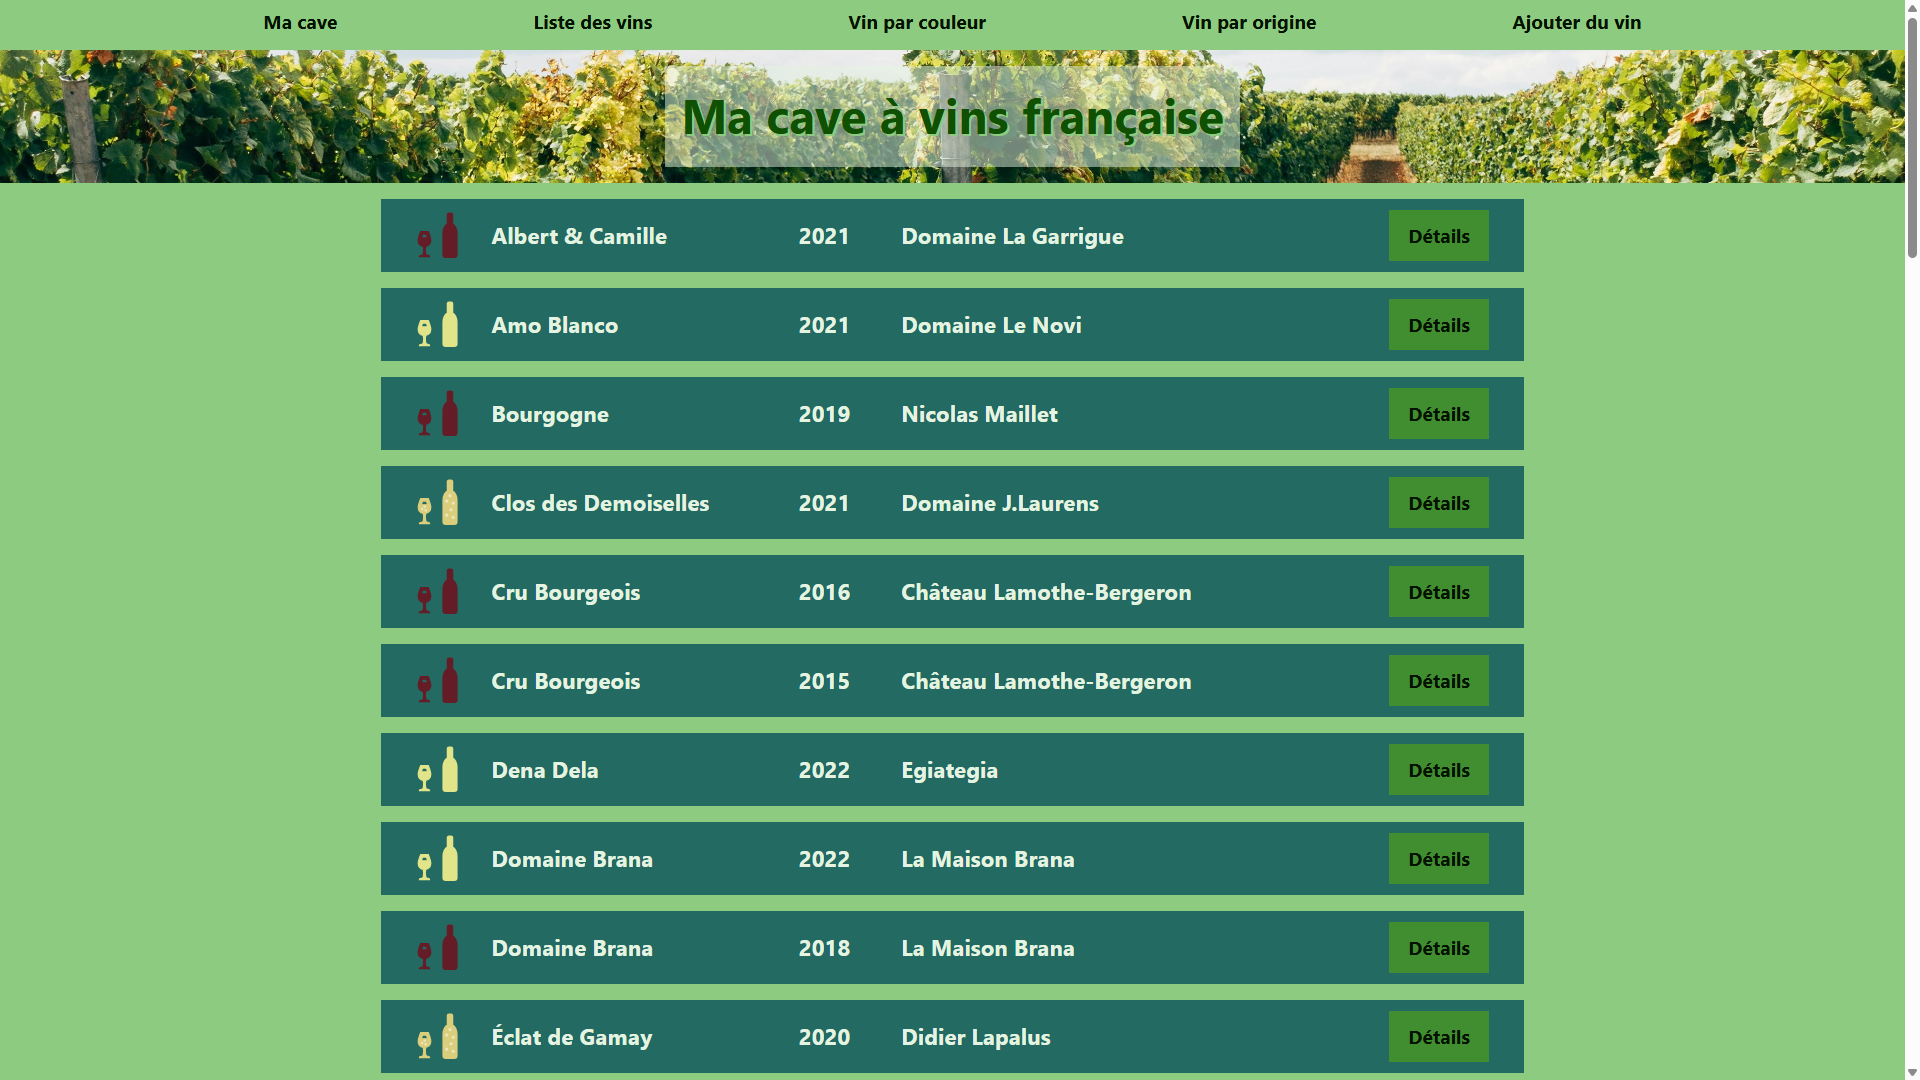 Ma cave Liste des vins Vin par couleur Vin par origine Ajouter du vin
Ma cave à vins française
Albert & Camille 2021 Domaine La Garrigue Détails
Amo Blanco 2021 Domaine Le Novi Détails
Bourgogne 2019 Nicolas Maillet Détails
Clos des Demoiselles 2021 Domaine J.Laurens Détails
Cru Bourgeois 2016 Château Lamothe-Bergeron Détails
Cru Bourgeois 2015 Château Lamothe-Bergeron Détails
Dena Dela 2022 Egiategia Détails
Domaine Brana 2022 La Maison Brana Détails
Domaine Brana 2018 La Maison Brana Détails
Éclat de Gamay 2020 Didier Lapalus Détails